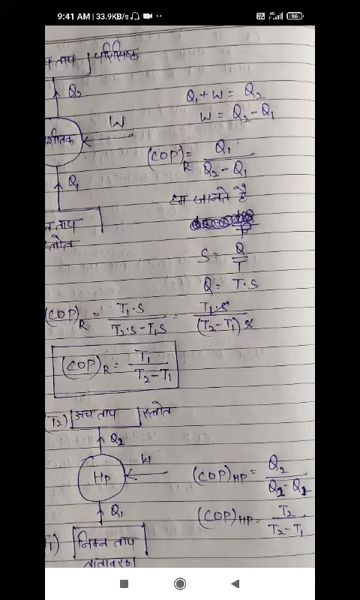 9:41 AM | 33.9KB/s
ताप परिवेश
Q₂
Q₁ + W = Q₂
W
W = Q₂ - Q₁
(COP)R = Q₁ / Q₂ - Q₁
Q₁
हम जानते हैं
ताप
स्रोत
S = Q / T
Q = T·S
(COP)R = T₁·S / T₂·S - T₁S = T₁·S / (T₂ - T₁)S
(COP)R = T₁ / T₂ - T₁
T₂) उच्च ताप स्रोत
Q₂
HP
W
(COP)HP = Q₂ / Q₂ - Q₁
Q₁
(COP)HP = T₂ / T₂ - T₁
निम्न ताप
वातावरण